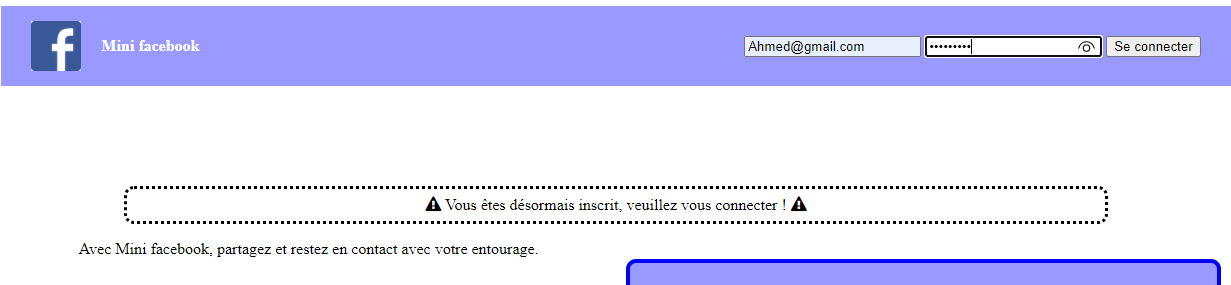 f Mini facebook Ahmed@gmail.com ••••••••• Se connecter
Vous êtes désormais inscrit, veuillez vous connecter !
Avec Mini facebook, partagez et restez en contact avec votre entourage.